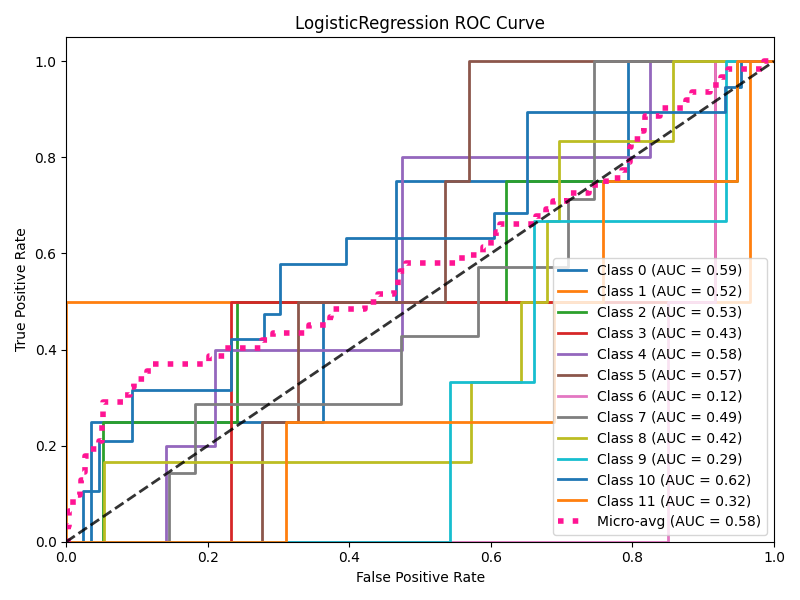 LogisticRegression ROC Curve
True Positive Rate
1.0
0.8
0.6
0.4
0.2
0.0
Class 0 (AUC = 0.59)
Class 1 (AUC = 0.52)
Class 2 (AUC = 0.53)
Class 3 (AUC = 0.43)
Class 4 (AUC = 0.58)
Class 5 (AUC = 0.57)
Class 6 (AUC = 0.12)
Class 7 (AUC = 0.49)
Class 8 (AUC = 0.42)
Class 9 (AUC = 0.29)
Class 10 (AUC = 0.62)
Class 11 (AUC = 0.32)
Micro-avg (AUC = 0.58)
0.0 0.2 0.4 0.6 0.8 1.0
False Positive Rate